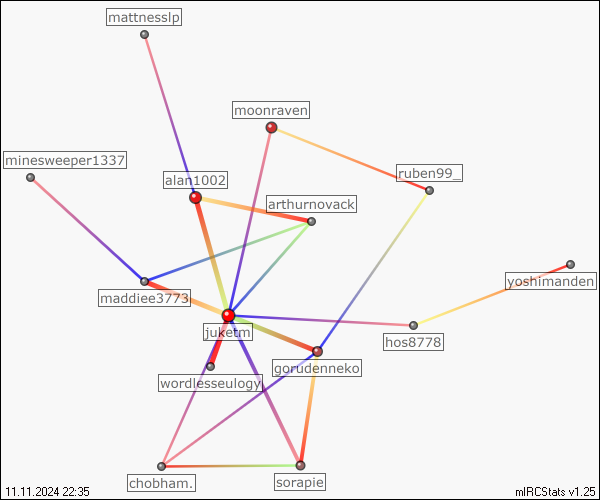 mattnesslp
moonraven
minesweeper1337
alan1002
ruben99_
arthurnovack
yoshimanden
maddiee3773
juketm
hos8778
gorudenneko
wordlesseulogy
chobham.
sorapie
11.11.2024 22:35
mIRCStats v1.25